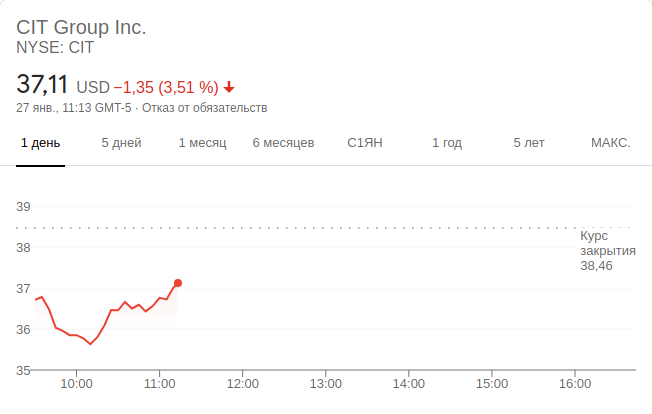 CIT Group Inc.
NYSE: CIT
37,11 USD −1,35 (3,51 %)
27 янв., 11:13 GMT-5 · Отказ от обязательств
1 день 5 дней 1 месяц 6 месяцев С1ЯН 1 год 5 лет МАКС.
39
38
37
36
35
Курс
закрытия
38,46
10:00 11:00 12:00 13:00 14:00 15:00 16:00